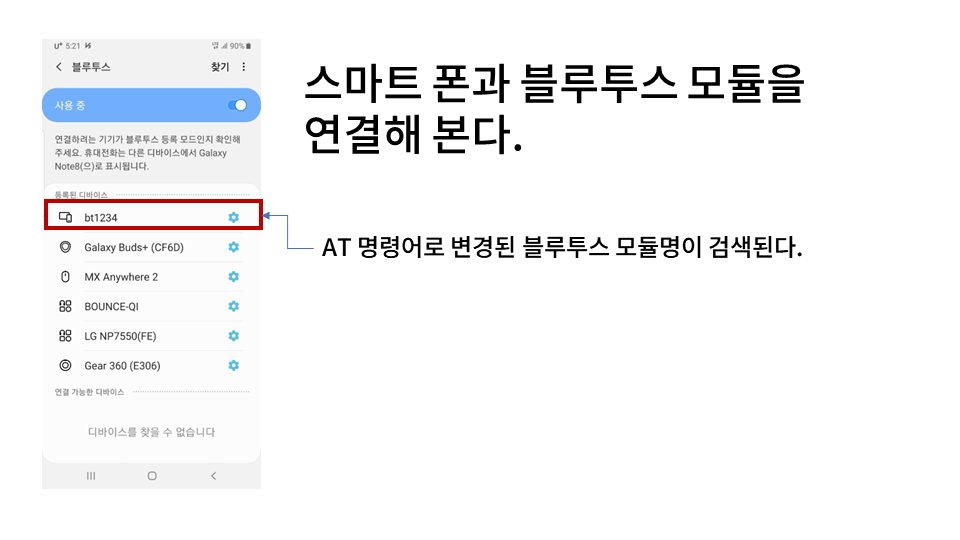 U+ 5:21
90%
블루투스
찾기
사용 중
연결하려는 기기가 블루투스 등록 모드인지 확인해
주세요. 휴대전화는 다른 디바이스에서 Galaxy
Note8(으)로 표시됩니다.
등록된 디바이스
bt1234
Galaxy Buds+ (CF6D)
MX Anywhere 2
BOUNCE-QI
LG NP7550(FE)
Gear 360 (E306)
연결 가능한 디바이스
디바이스를 찾을 수 없습니다
스마트 폰과 블루투스 모듈을
연결해 본다.
AT 명령어로 변경된 블루투스 모듈명이 검색된다.